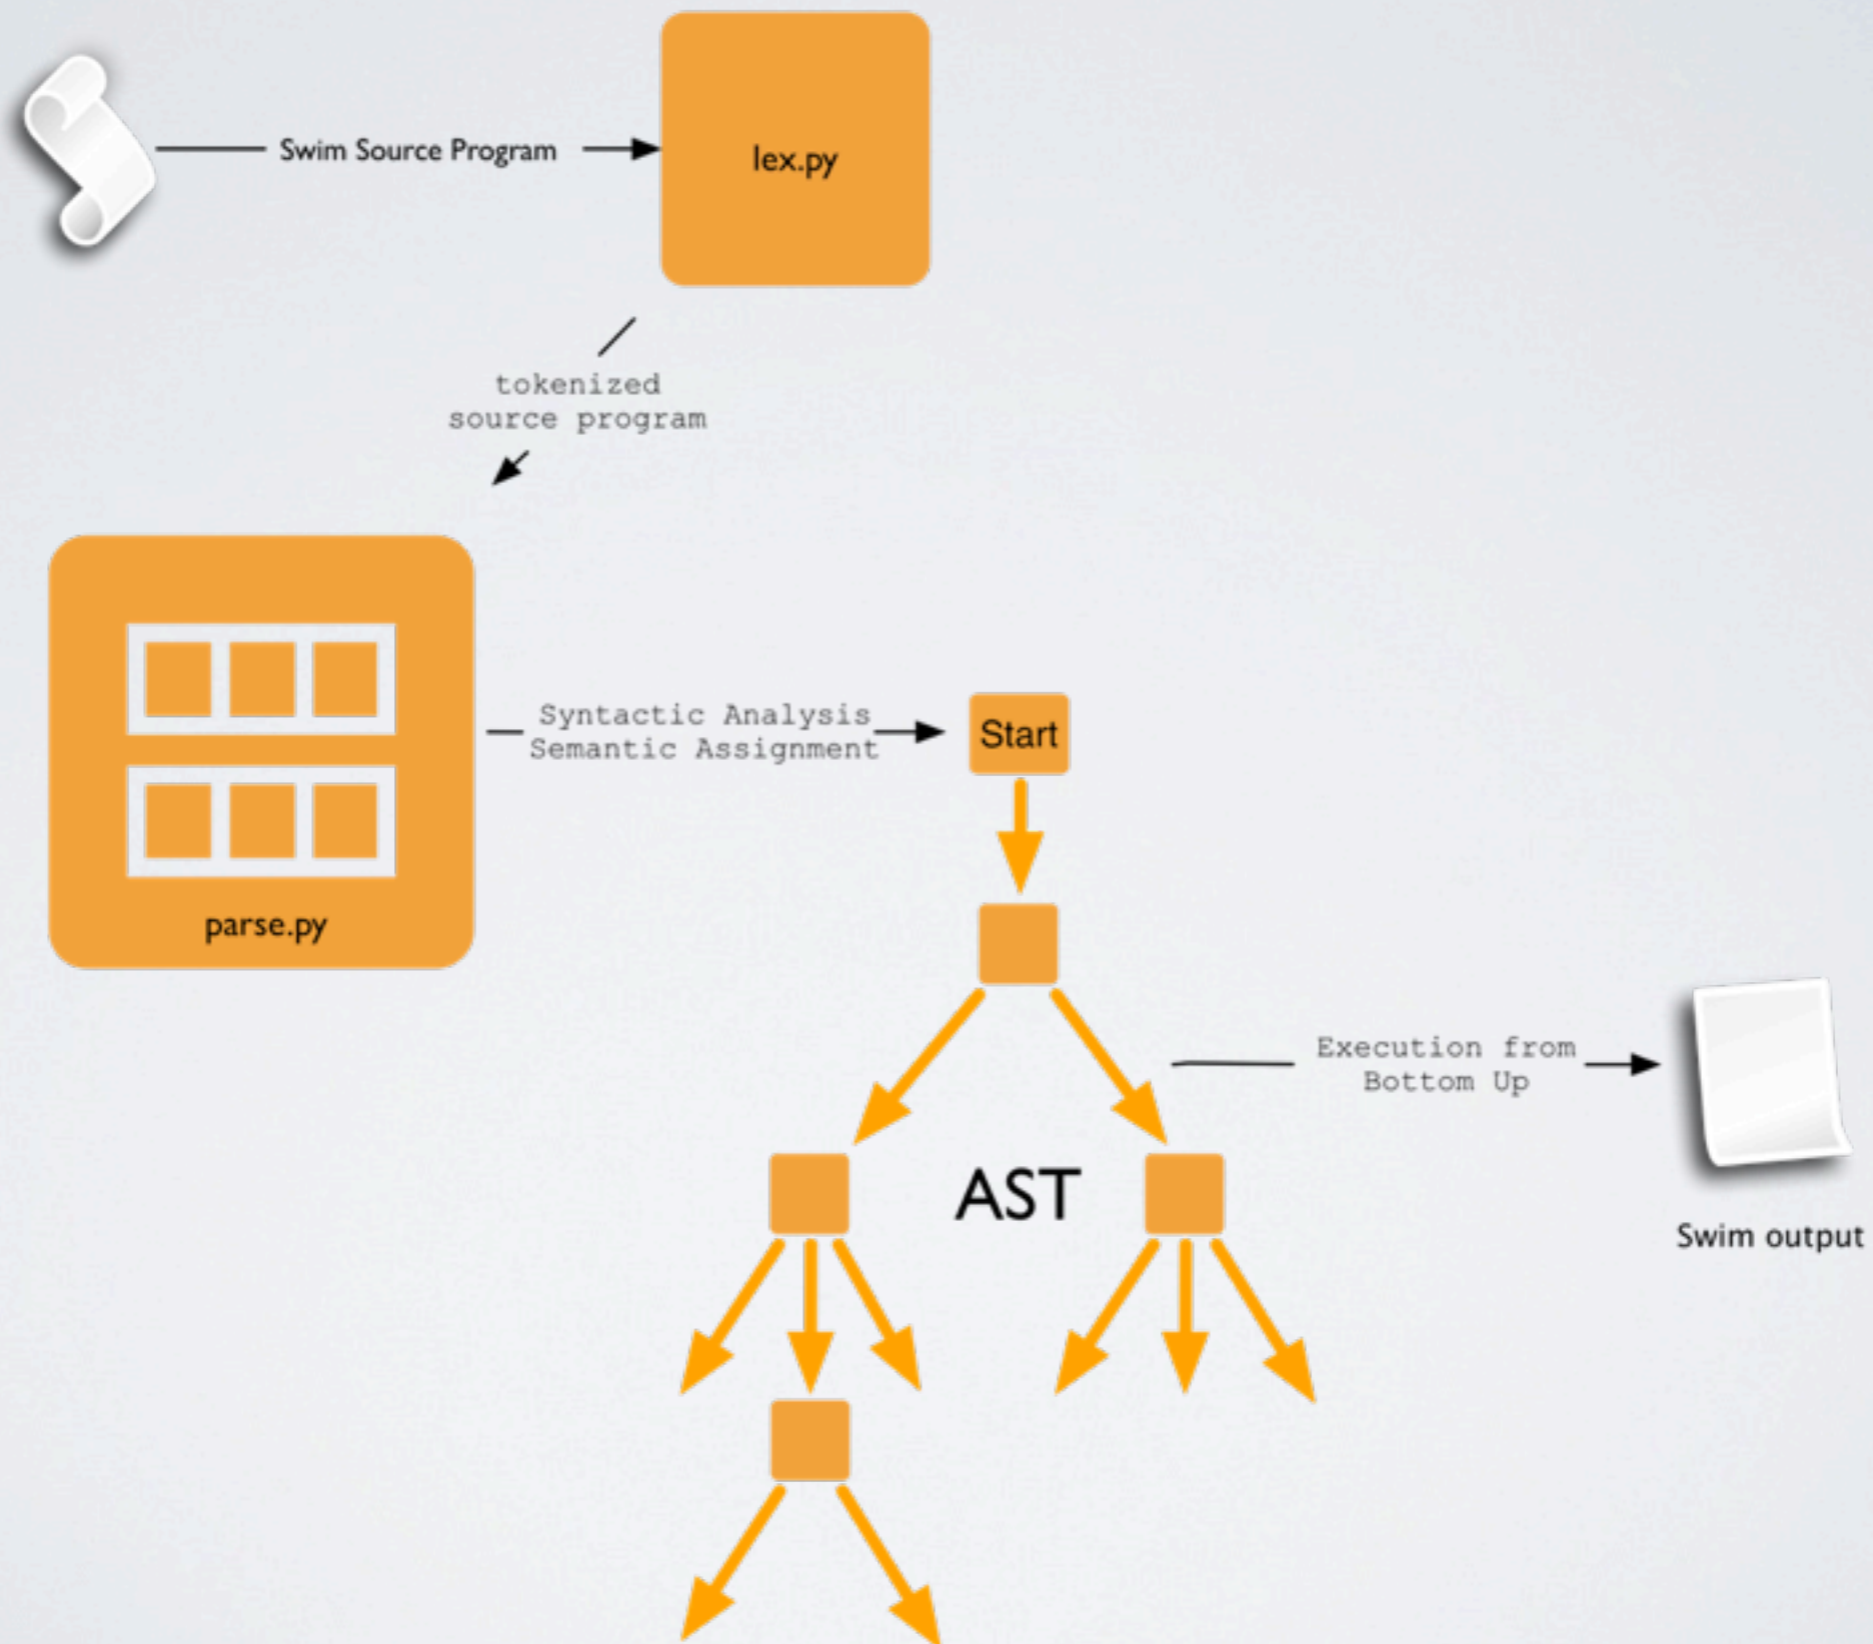 Swim Source Program
lex.py
tokenized
source program
parse.py
Syntactic Analysis
Semantic Assignment
Start
Execution from
Bottom Up
AST
Swim output